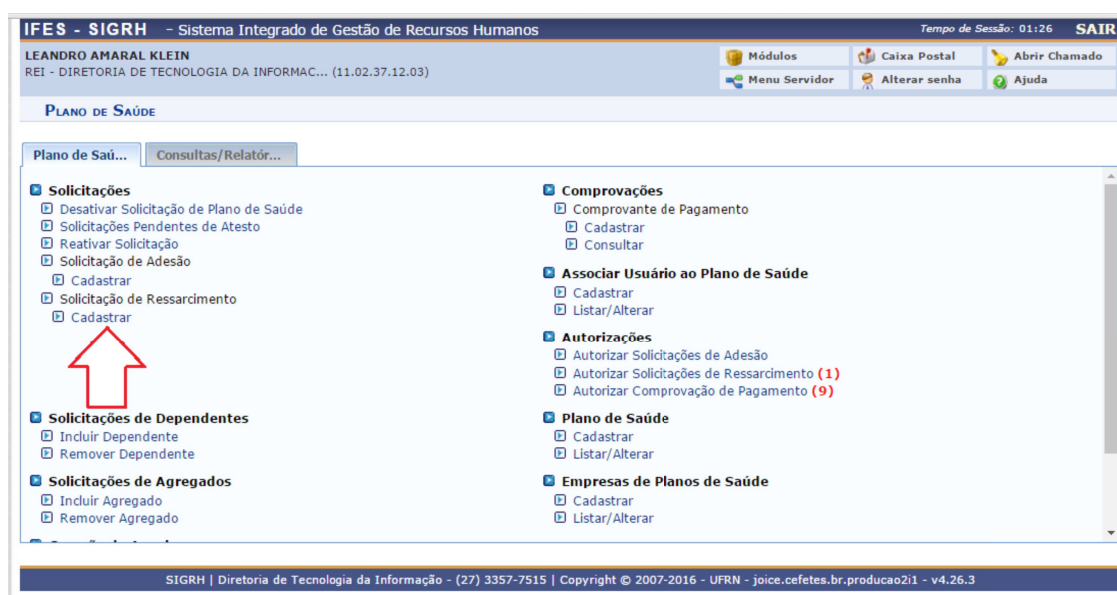 IFES - SIGRH - Sistema Integrado de Gestão de Recursos Humanos
Tempo de Sessão: 01:26 SAIR
LEANDRO AMARAL KLEIN
REI - DIRETORIA DE TECNOLOGIA DA INFORMAC... (11.02.37.12.03)
Módulos Caixa Postal Abrir Chamado
Menu Servidor Alterar senha Ajuda
PLANO DE SAÚDE
Plano de Saú... Consultas/Relatór...
Solicitações
Desativar Solicitação de Plano de Saúde
Solicitações Pendentes de Atesto
Reativar Solicitação
Solicitação de Adesão
Cadastrar
Solicitação de Ressarcimento
Cadastrar
Solicitações de Dependentes
Incluir Dependente
Remover Dependente
Solicitações de Agregados
Incluir Agregado
Remover Agregado
Comprovações
Comprovante de Pagamento
Cadastrar
Consultar
Associar Usuário ao Plano de Saúde
Cadastrar
Listar/Alterar
Autorizações
Autorizar Solicitações de Adesão
Autorizar Solicitações de Ressarcimento (1)
Autorizar Comprovação de Pagamento (9)
Plano de Saúde
Cadastrar
Listar/Alterar
Empresas de Planos de Saúde
Cadastrar
Listar/Alterar
SIGRH | Diretoria de Tecnologia da Informação - (27) 3357-7515 | Copyright © 2007-2016 - UFRN - joice.cefetes.br.producao2i1 - v4.26.3